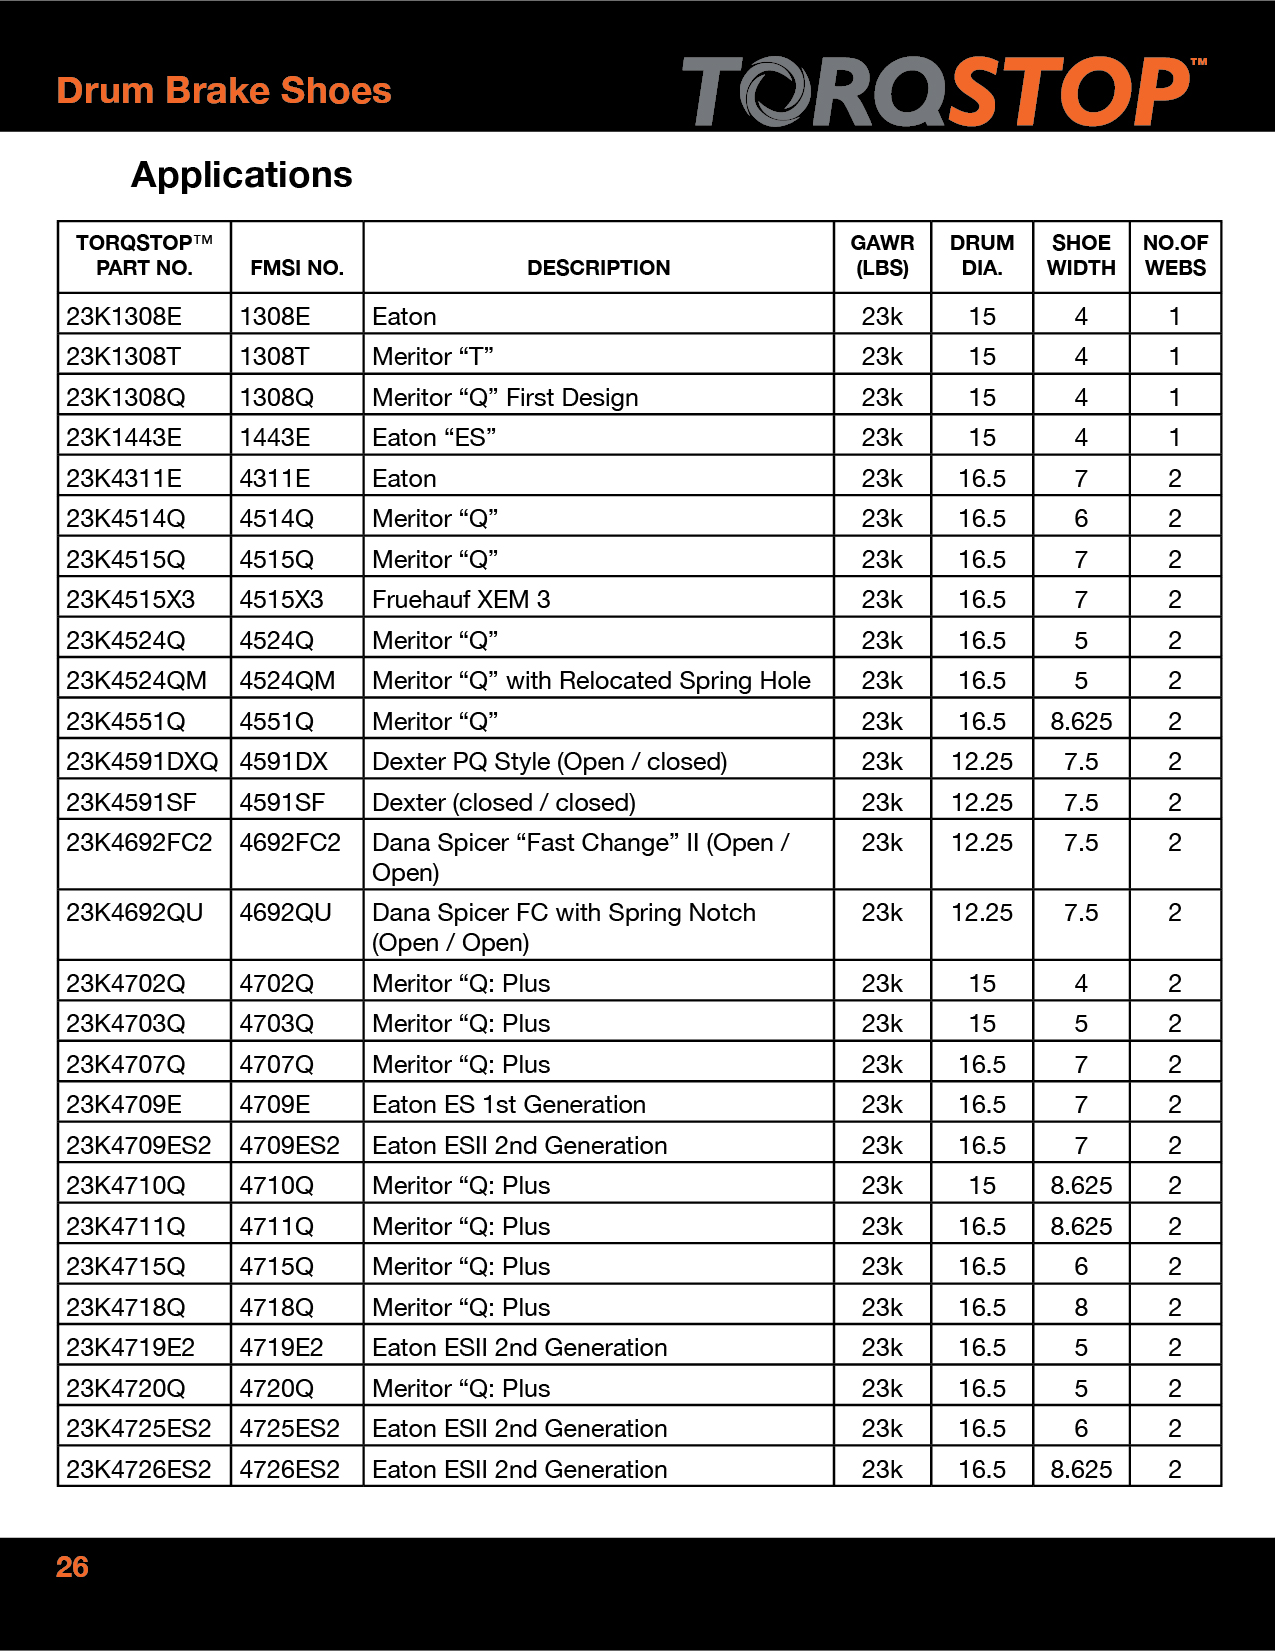 Drum Brake Shoes
TORQSTOP™
Applications
TORQSTOP™ PART NO. FMSI NO. DESCRIPTION GAWR (LBS) DRUM DIA. SHOE WIDTH NO.OF WEBS
23K1308E 1308E Eaton 23k 15 4 1
23K1308T 1308T Meritor “T” 23k 15 4 1
23K1308Q 1308Q Meritor “Q” First Design 23k 15 4 1
23K1443E 1443E Eaton “ES” 23k 15 4 1
23K4311E 4311E Eaton 23k 16.5 7 2
23K4514Q 4514Q Meritor “Q” 23k 16.5 6 2
23K4515Q 4515Q Meritor “Q” 23k 16.5 7 2
23K4515X3 4515X3 Fruehauf XEM 3 23k 16.5 7 2
23K4524Q 4524Q Meritor “Q” 23k 16.5 5 2
23K4524QM 4524QM Meritor “Q” with Relocated Spring Hole 23k 16.5 5 2
23K4551Q 4551Q Meritor “Q” 23k 16.5 8.625 2
23K4591DXQ 4591DX Dexter PQ Style (Open / closed) 23k 12.25 7.5 2
23K4591SF 4591SF Dexter (closed / closed) 23k 12.25 7.5 2
23K4692FC2 4692FC2 Dana Spicer “Fast Change” II (Open / 23k 12.25 7.5 2
Open)
23K4692QU 4692QU Dana Spicer FC with Spring Notch 23k 12.25 7.5 2
(Open / Open)
23K4702Q 4702Q Meritor “Q: Plus 23k 15 4 2
23K4703Q 4703Q Meritor “Q: Plus 23k 15 5 2
23K4707Q 4707Q Meritor “Q: Plus 23k 16.5 7 2
23K4709E 4709E Eaton ES 1st Generation 23k 16.5 7 2
23K4709ES2 4709ES2 Eaton ESII 2nd Generation 23k 16.5 7 2
23K4710Q 4710Q Meritor “Q: Plus 23k 15 8.625 2
23K4711Q 4711Q Meritor “Q: Plus 23k 16.5 8.625 2
23K4715Q 4715Q Meritor “Q: Plus 23k 16.5 6 2
23K4718Q 4718Q Meritor “Q: Plus 23k 16.5 8 2
23K4719E2 4719E2 Eaton ESII 2nd Generation 23k 16.5 5 2
23K4720Q 4720Q Meritor “Q: Plus 23k 16.5 5 2
23K4725ES2 4725ES2 Eaton ESII 2nd Generation 23k 16.5 6 2
23K4726ES2 4726ES2 Eaton ESII 2nd Generation 23k 16.5 8.625 2
26